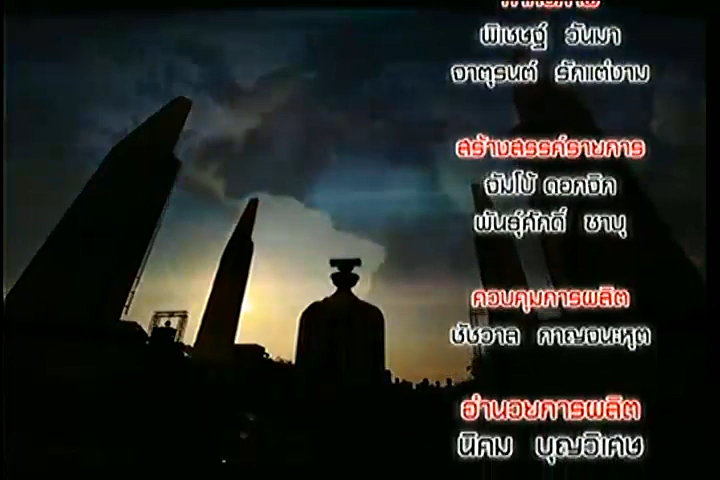 พิเชษฐ์ วันมา
จาตุรนต์ รักแต่งาม
สร้างสรรค์รายการ
จัมโบ้ ดอกจิก
พันธุ์ศักดิ์ ซาบุ
ควบคุมการผลิต
ชัชวาล กาญจนะหุต
อำนวยการผลิต
นิคม บุญวิเศษ